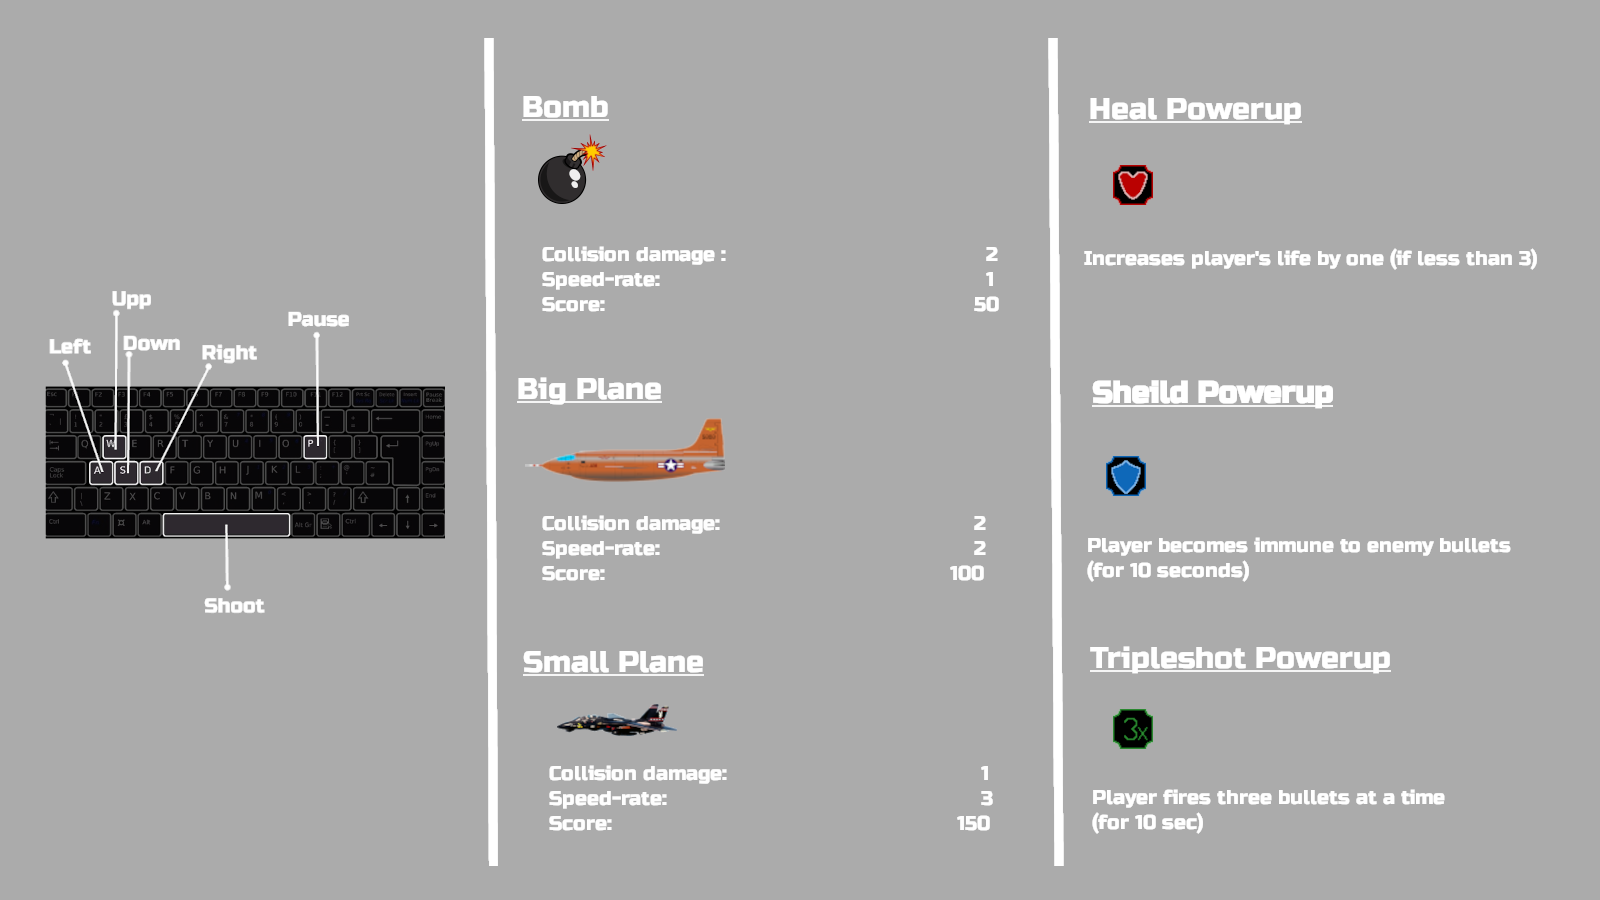 Upp
Pause
Left
Down
Right
Q W E R T Y U I O P
A S D F G H J K L
Z X C V B N M
Shoot
Bomb
Collision damage : 2
Speed-rate: 1
Score: 50
Big Plane
Collision damage: 2
Speed-rate: 2
Score: 100
Small Plane
Collision damage: 1
Speed-rate: 3
Score: 150
Heal Powerup
Increases player's life by one (if less than 3)
Sheild Powerup
Player becomes immune to enemy bullets
(for 10 seconds)
Tripleshot Powerup
3x
Player fires three bullets at a time
(for 10 sec)